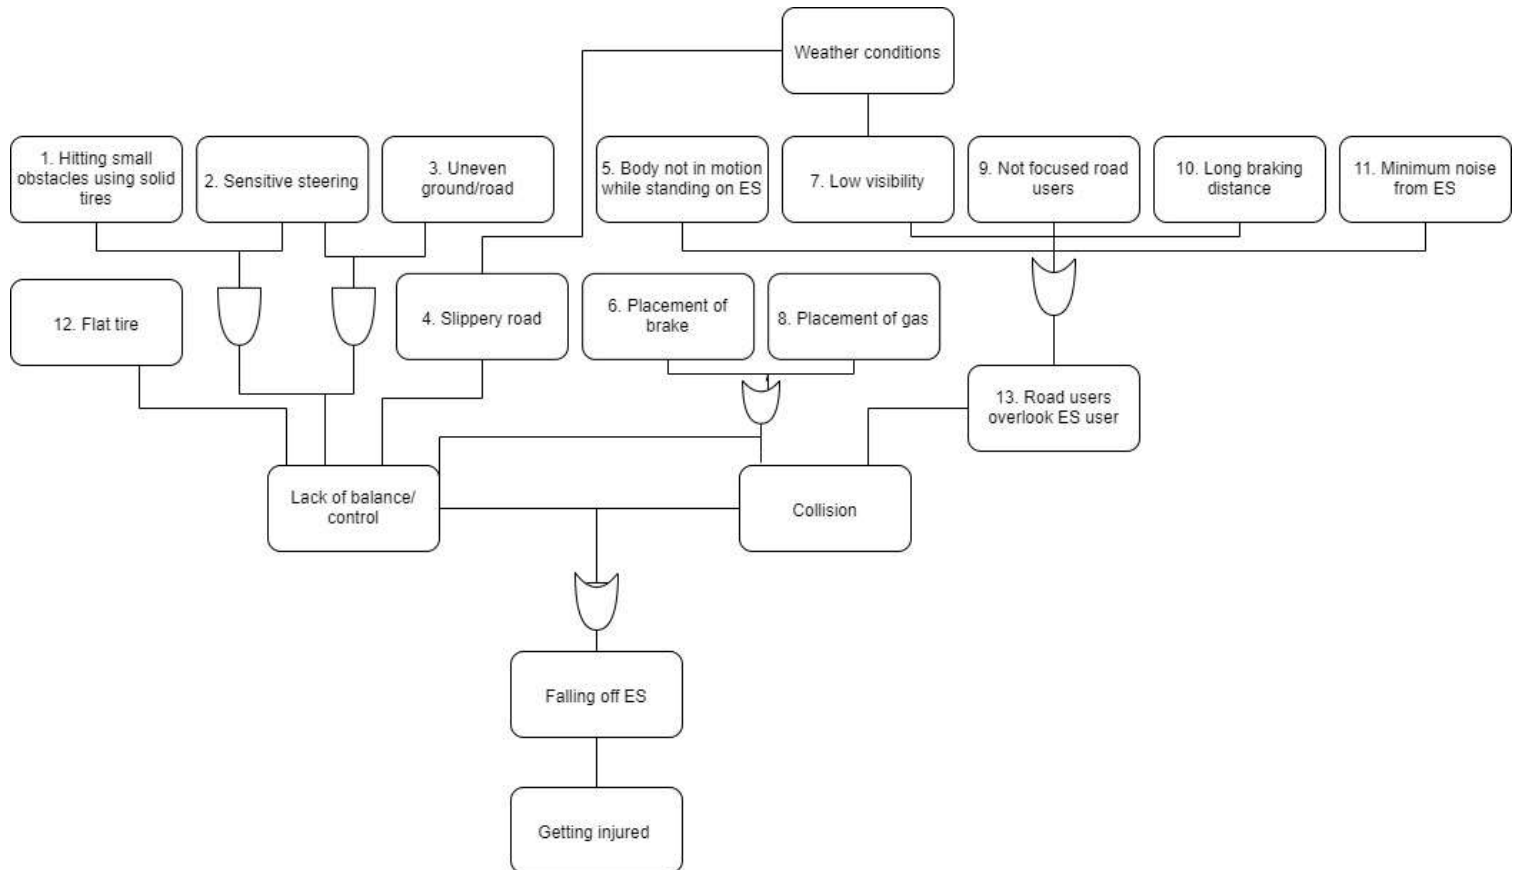 Weather conditions
1. Hitting small
obstacles using solid
tires
2. Sensitive steering
3. Uneven
ground/road
5. Body not in motion
while standing on ES
7. Low visibility
9. Not focused road
users
10. Long braking
distance
11. Minimum noise
from ES
12. Flat tire
4. Slippery road
6. Placement of
brake
8. Placement of gas
13. Road users
overlook ES user
Lack of balance/
control
Collision
Falling off ES
Getting injured